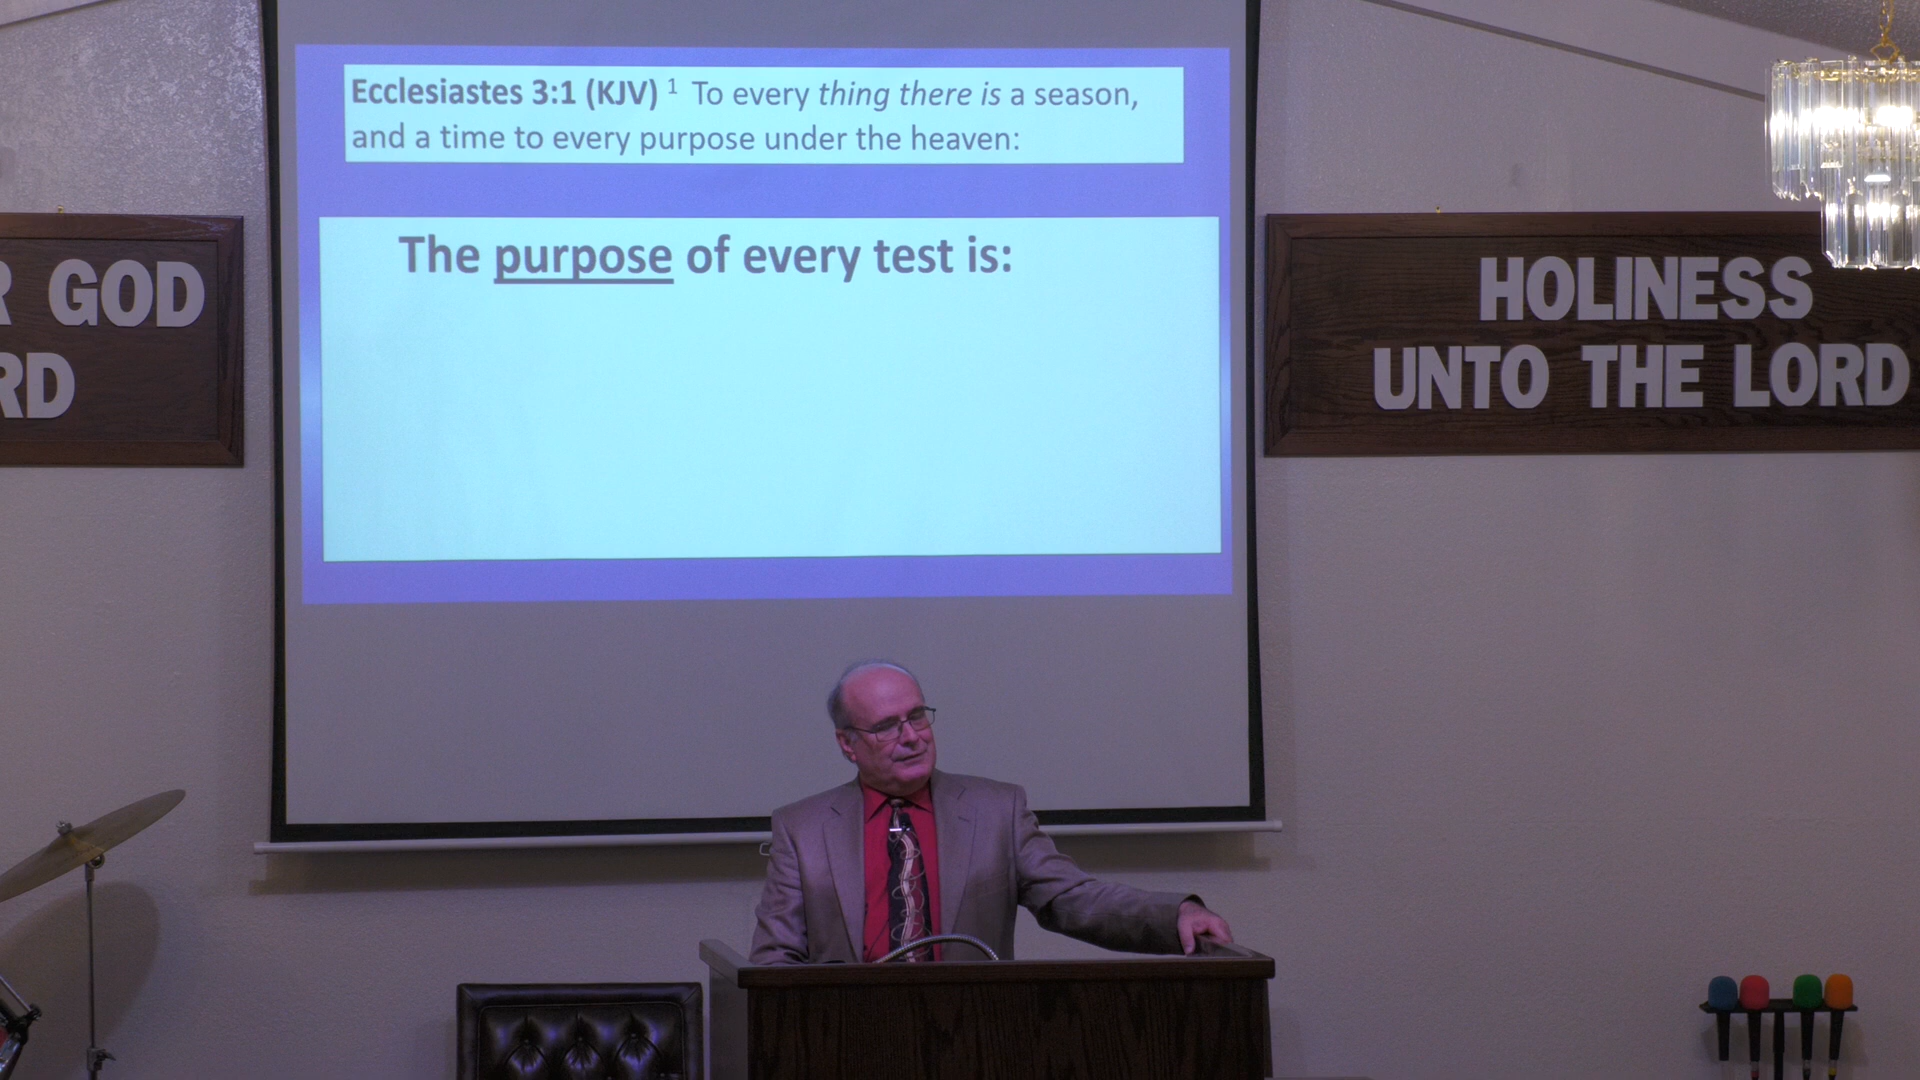 Ecclesiastes 3:1 (KJV) 1 To every thing there is a season,
and a time to every purpose under the heaven:
The purpose of every test is:
R GOD
RD
HOLINESS
UNTO THE LORD